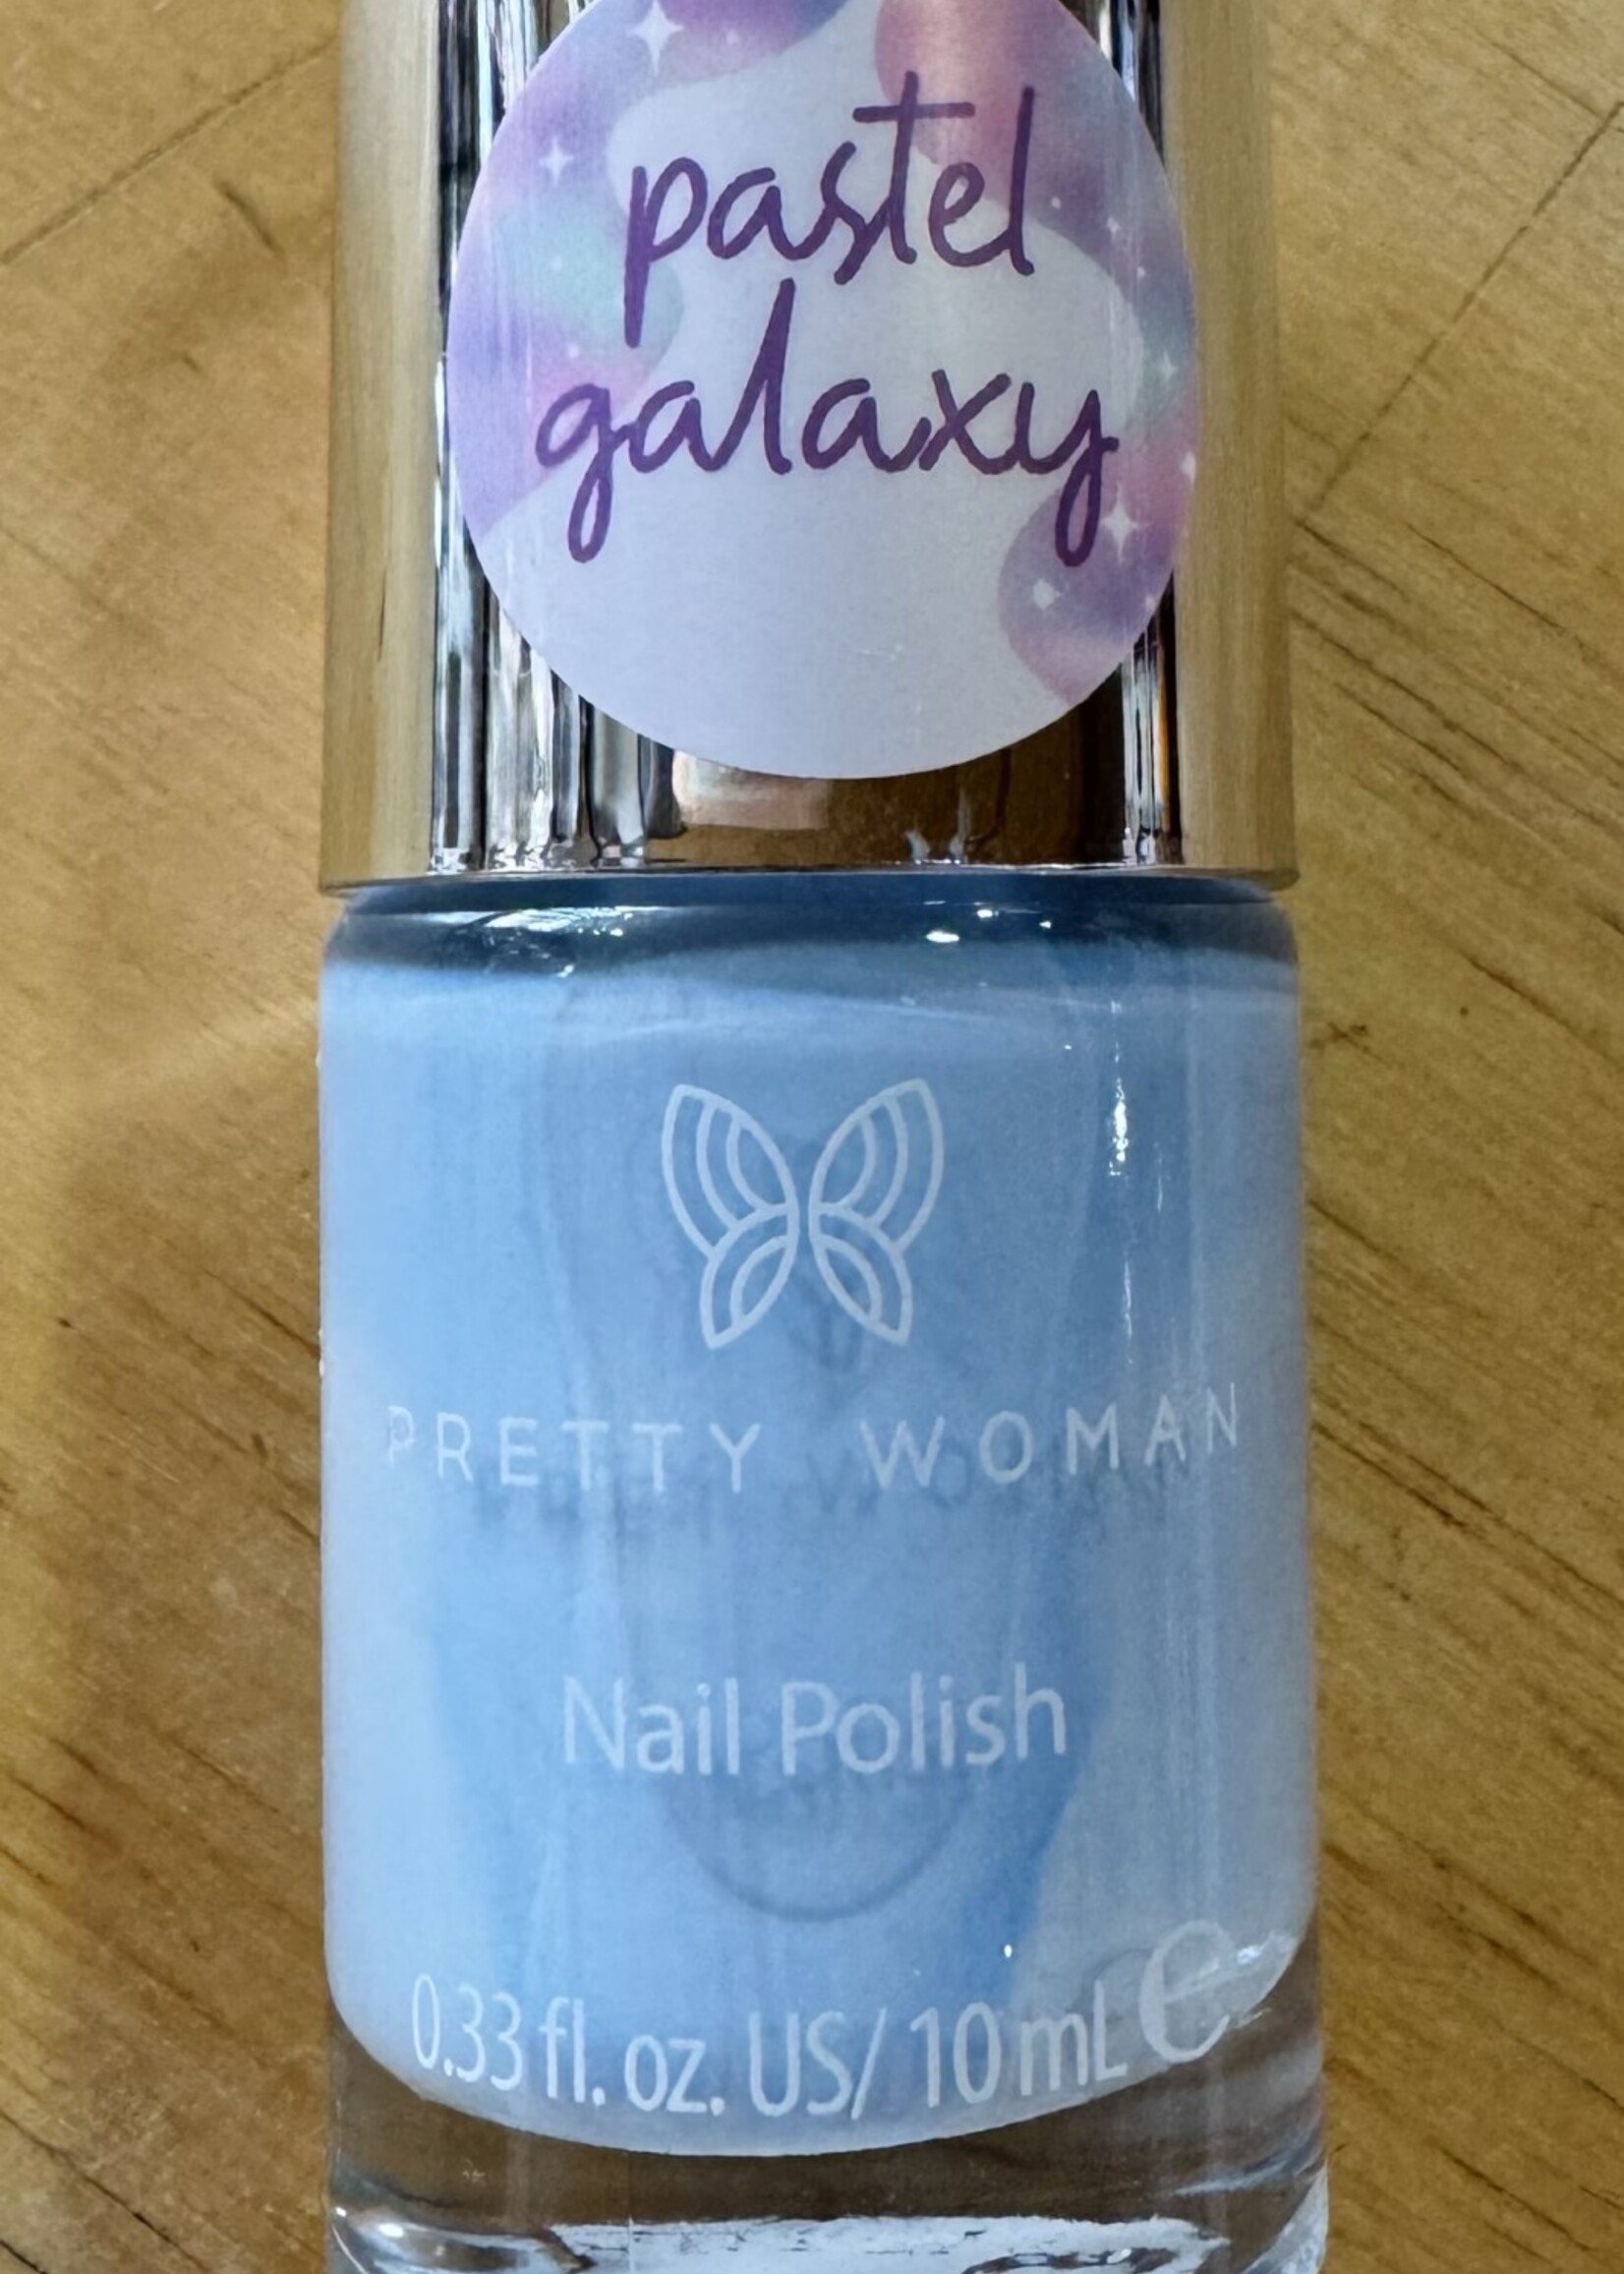 pastel
galaxy
PRETTY WOMAN
Nail Polish
0.33 fl. oz. US/ 10 mL ℮